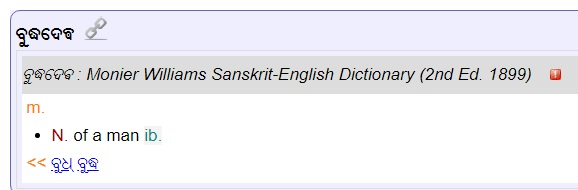 ବୁଦ୍ଧଦେଵ
ବୁଦ୍ଧଦେଵ : Monier Williams Sanskrit-English Dictionary (2nd Ed. 1899)
m.
• N. of a man ib.
<< ବୁଧ୍ ବୁଦ୍ଧ